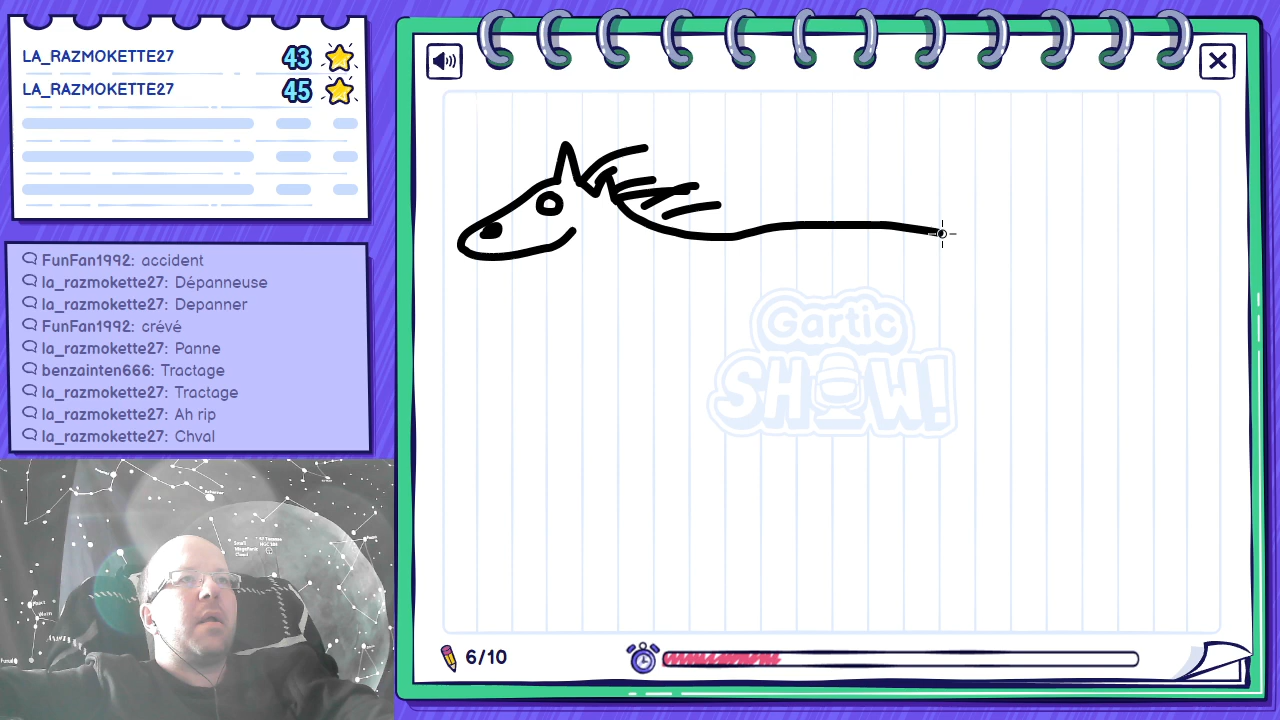 LA_RAZMOKETTE27 43
LA_RAZMOKETTE27 45
FunFan1992: accident
la_razmokette27: Dépanneuse
la_razmokette27: Depanner
FunFan1992: crévé
la_razmokette27: Panne
benzainten666: Tractage
la_razmokette27: Tractage
la_razmokette27: Ah rip
la_razmokette27: Chval
Gartic
SHOW!
6/10